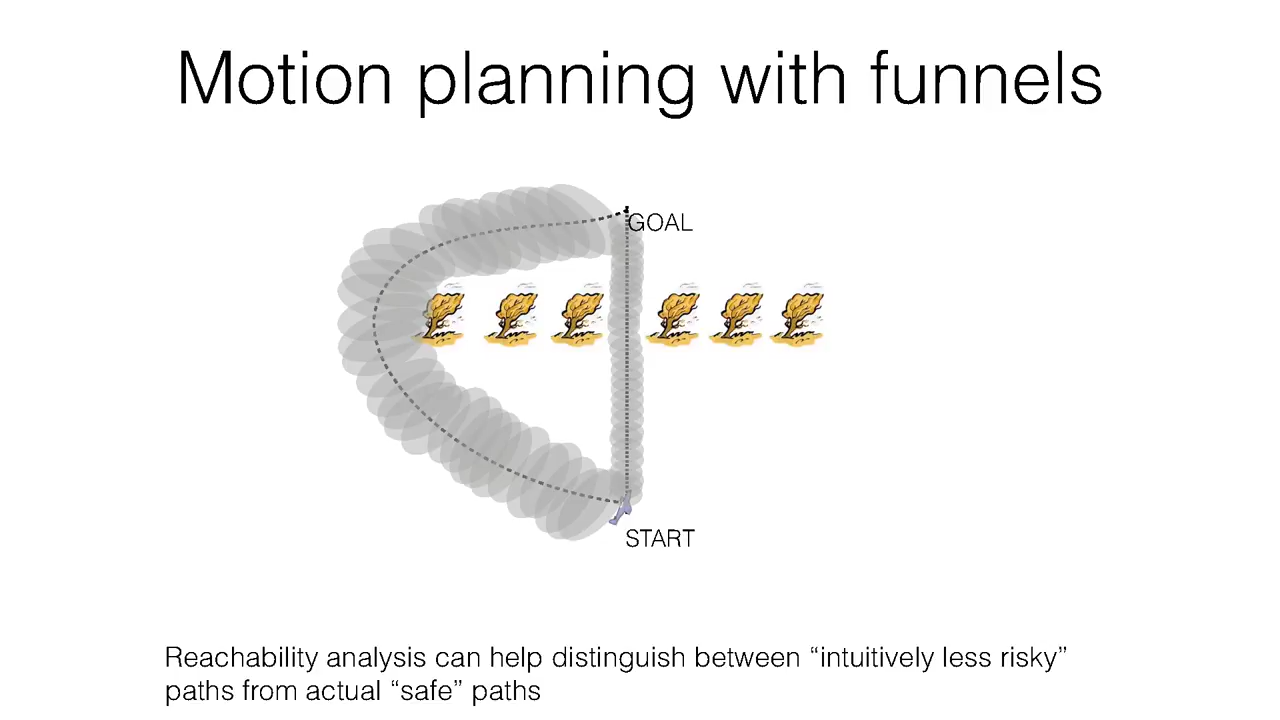 Motion planning with funnels
GOAL
START
Reachability analysis can help distinguish between “intuitively less risky”
paths from actual “safe” paths